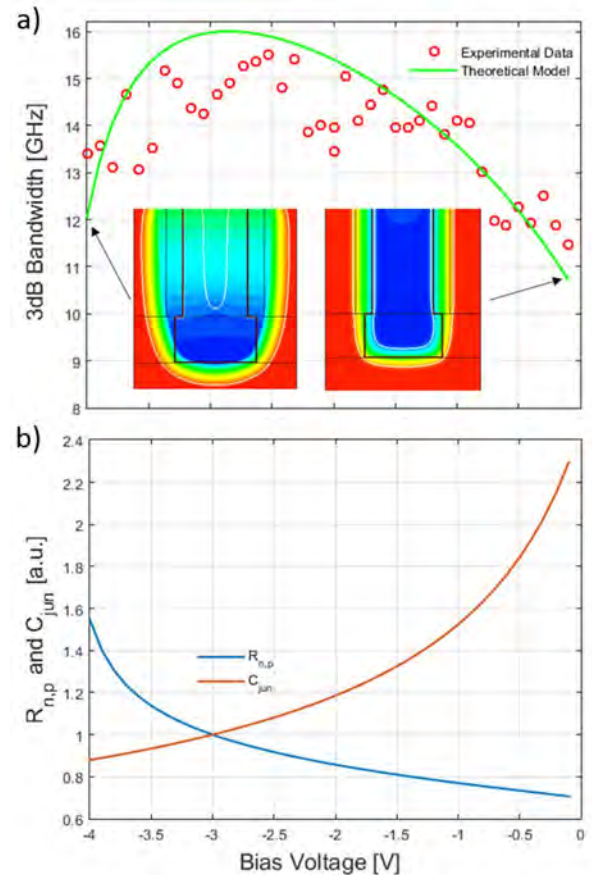 a)
3dB Bandwidth [GHz]
16
15
14
13
12
11
10
9
8
Experimental Data
Theoretical Model
b)
R_n,p and C_jun [a.u.]
2.4
2.2
2
1.8
1.6
1.4
1.2
1
0.8
0.6
R_n,p
C_jun
-4 -3.5 -3 -2.5 -2 -1.5 -1 -0.5 0
Bias Voltage [V]